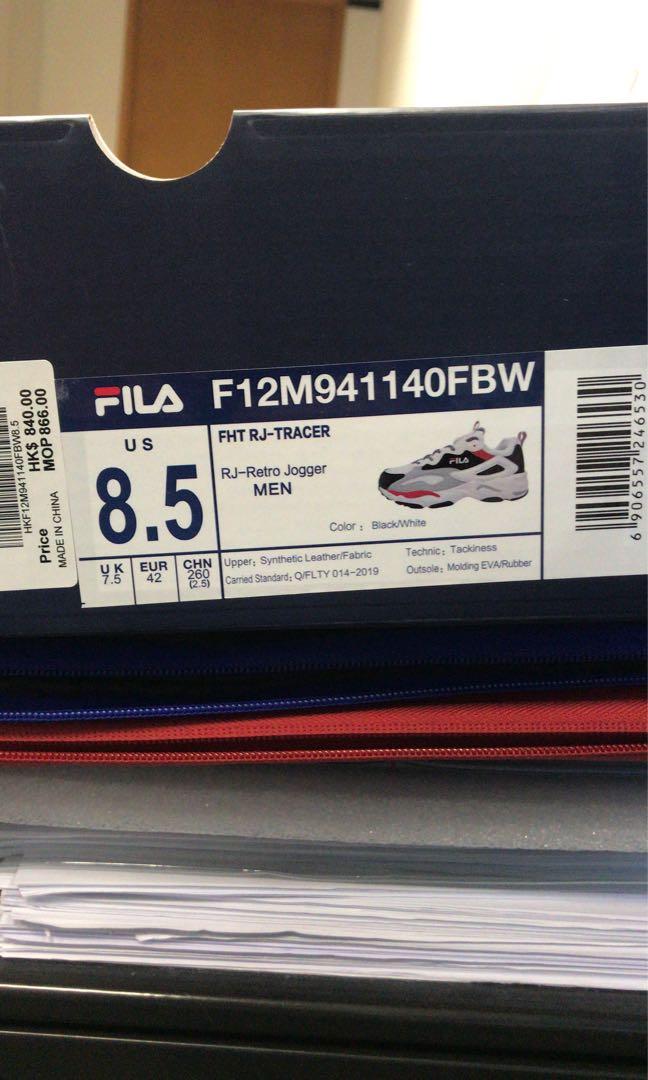 HKF12M941140FBW8.5
HK$ 840.00
MOP 866.00
Price
MADE IN CHINA
FILA F12M941140FBW
US
8.5
UK
7.5
EUR
42
CHN
260
(2.5)
FHT RJ-TRACER
RJ-Retro Jogger
MEN
FILA
Color : Black/White
Upper: Synthetic Leather/Fabric
Technic: Tackiness
Carried Standard: Q/FLTY 014-2019
Outsole: Molding EVA/Rubber
6 906557 246530